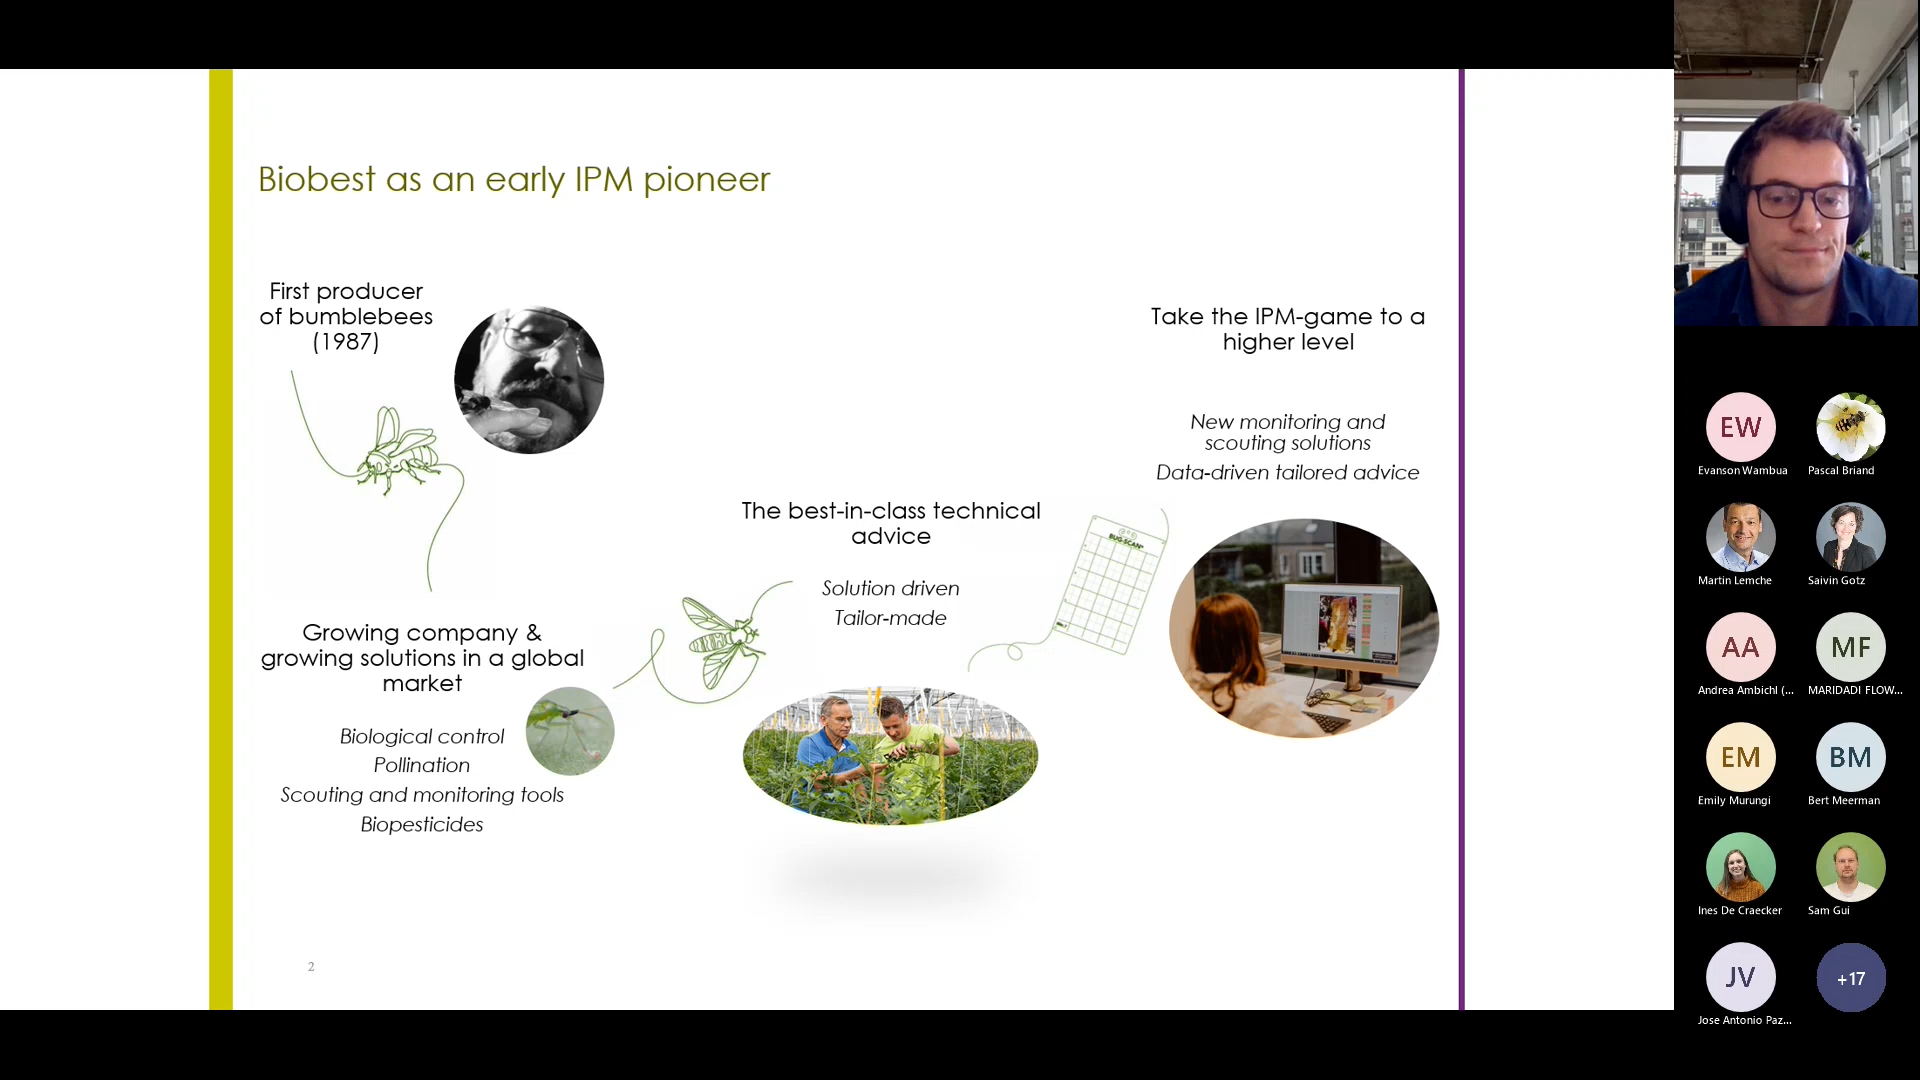 Biobest as an early IPM pioneer
First producer
of bumblebees
(1987)
Growing company &
growing solutions in a global
market
Biological control
Pollination
Scouting and monitoring tools
Biopesticides
The best-in-class technical
advice
Solution driven
Tailor-made
BUG-SCAN®
Take the IPM-game to a
higher level
New monitoring and
scouting solutions
Data-driven tailored advice
2
EW
Evanson Wambua
Pascal Briand
Martin Lemche
Saivin Gotz
AA
Andrea Ambichl (...
MF
MARIDADI FLOW...
EM
Emily Murungi
BM
Bert Meerman
Ines De Craecker
Sam Gui
JV
Jose Antonio Paz...
+17